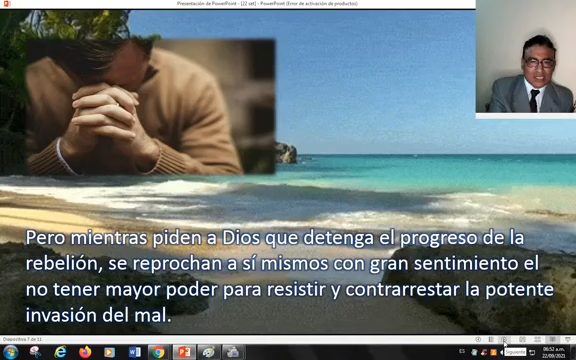 Presentación de PowerPoint - [22 set] - PowerPoint (Error de activación de productos)
Pero mientras piden a Dios que detenga el progreso de la
rebelión, se reprochan a sí mismos con gran sentimiento el
no tener mayor poder para resistir y contrarrestar la potente
invasión del mal.
Diapositiva 7 de 11
Siguiente
06:52 a.m.
22/09/2021